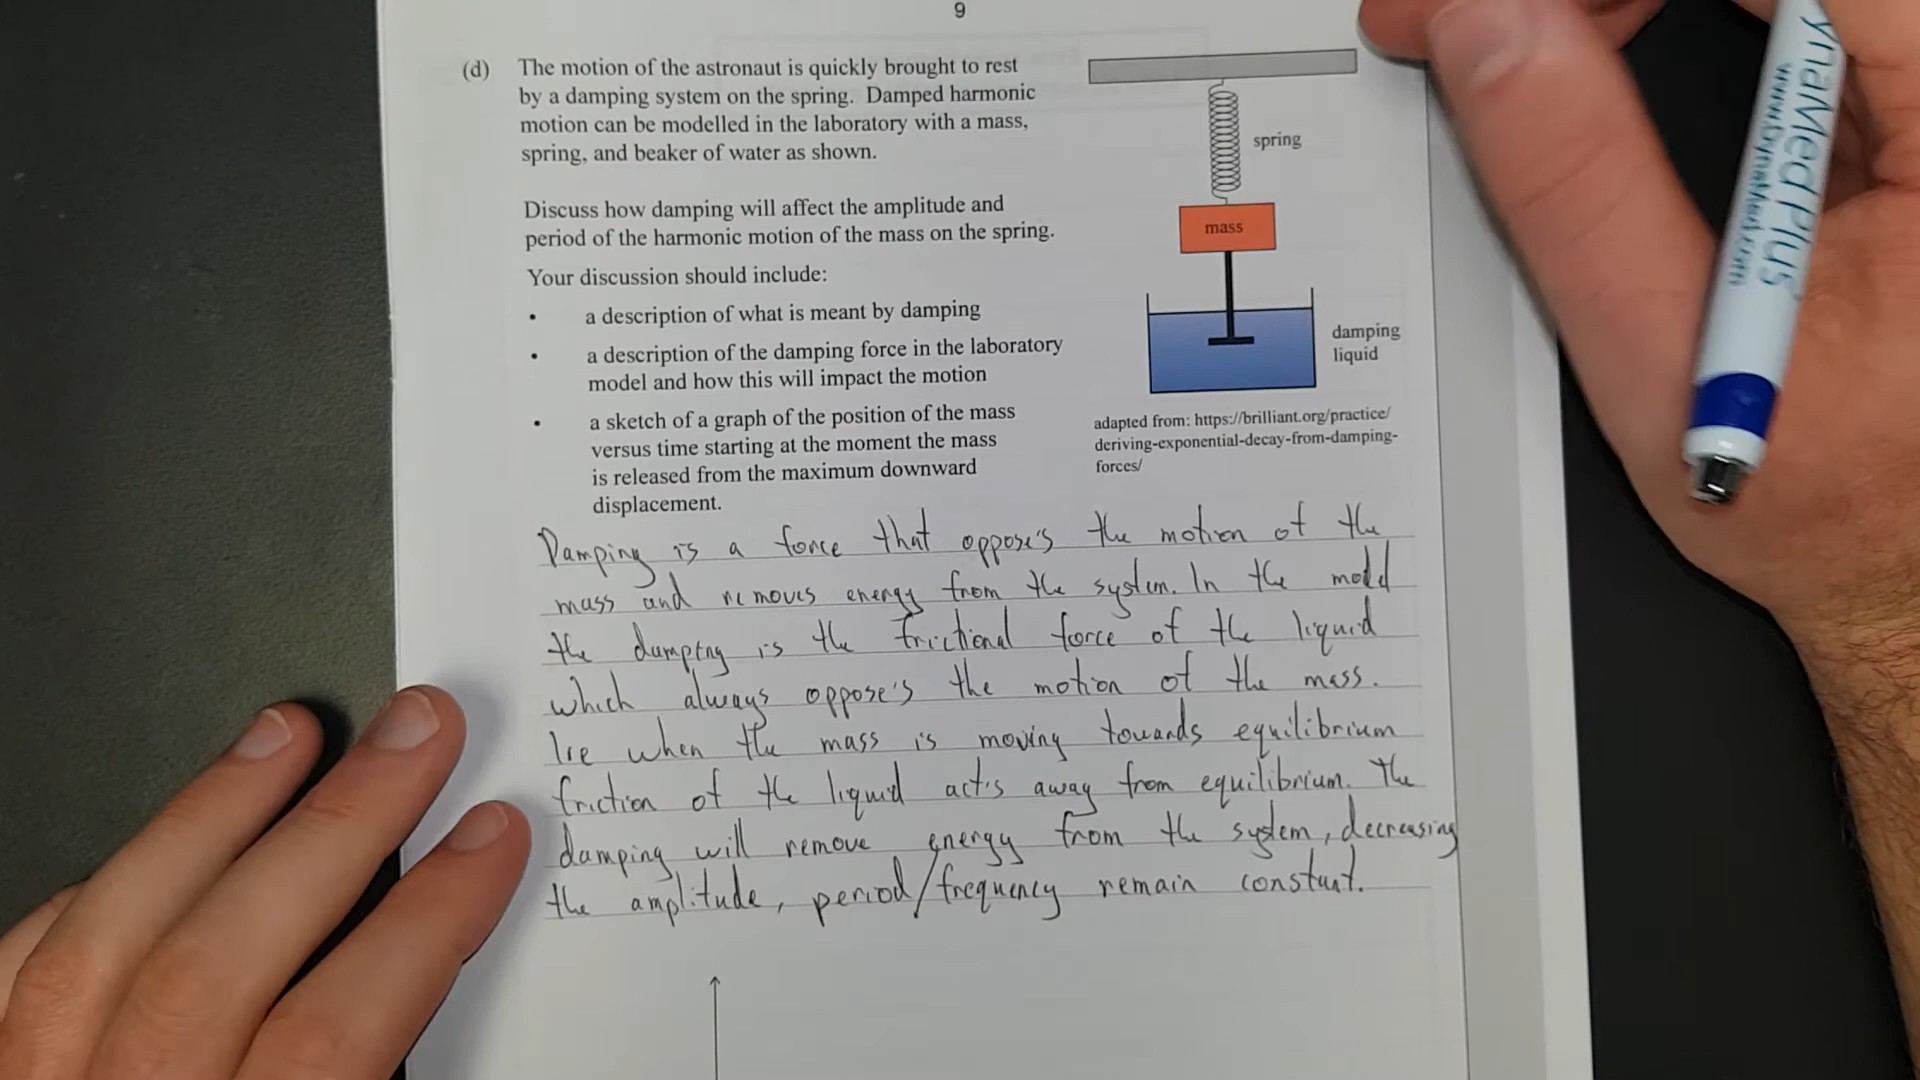 9
(d) The motion of the astronaut is quickly brought to rest
by a damping system on the spring. Damped harmonic
motion can be modelled in the laboratory with a mass,
spring, and beaker of water as shown.
Discuss how damping will affect the amplitude and
period of the harmonic motion of the mass on the spring.
Your discussion should include:
• a description of what is meant by damping
• a description of the damping force in the laboratory
model and how this will impact the motion
• a sketch of a graph of the position of the mass
versus time starting at the moment the mass
is released from the maximum downward
displacement.
spring
mass
damping
liquid
adapted from: https://brilliant.org/practice/
deriving-exponential-decay-from-damping-
forces/
Damping is a force that oppose's the motion of the
mass and removes energy from the system. In the model
the damping is the frictional force of the liquid
which always oppose's the motion of the mass.
Ie when the mass is moving towards equilibrium
friction of the liquid act's away from equilibrium. The
damping will remove energy from the system, decreasing
the amplitude, period/frequency remain constant.